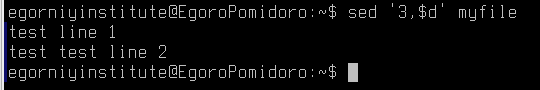 egorniyinstitute@EgoroPomidoro:~$ sed '3,$d' myfile
test line 1
test test line 2
egorniyinstitute@EgoroPomidoro:~$